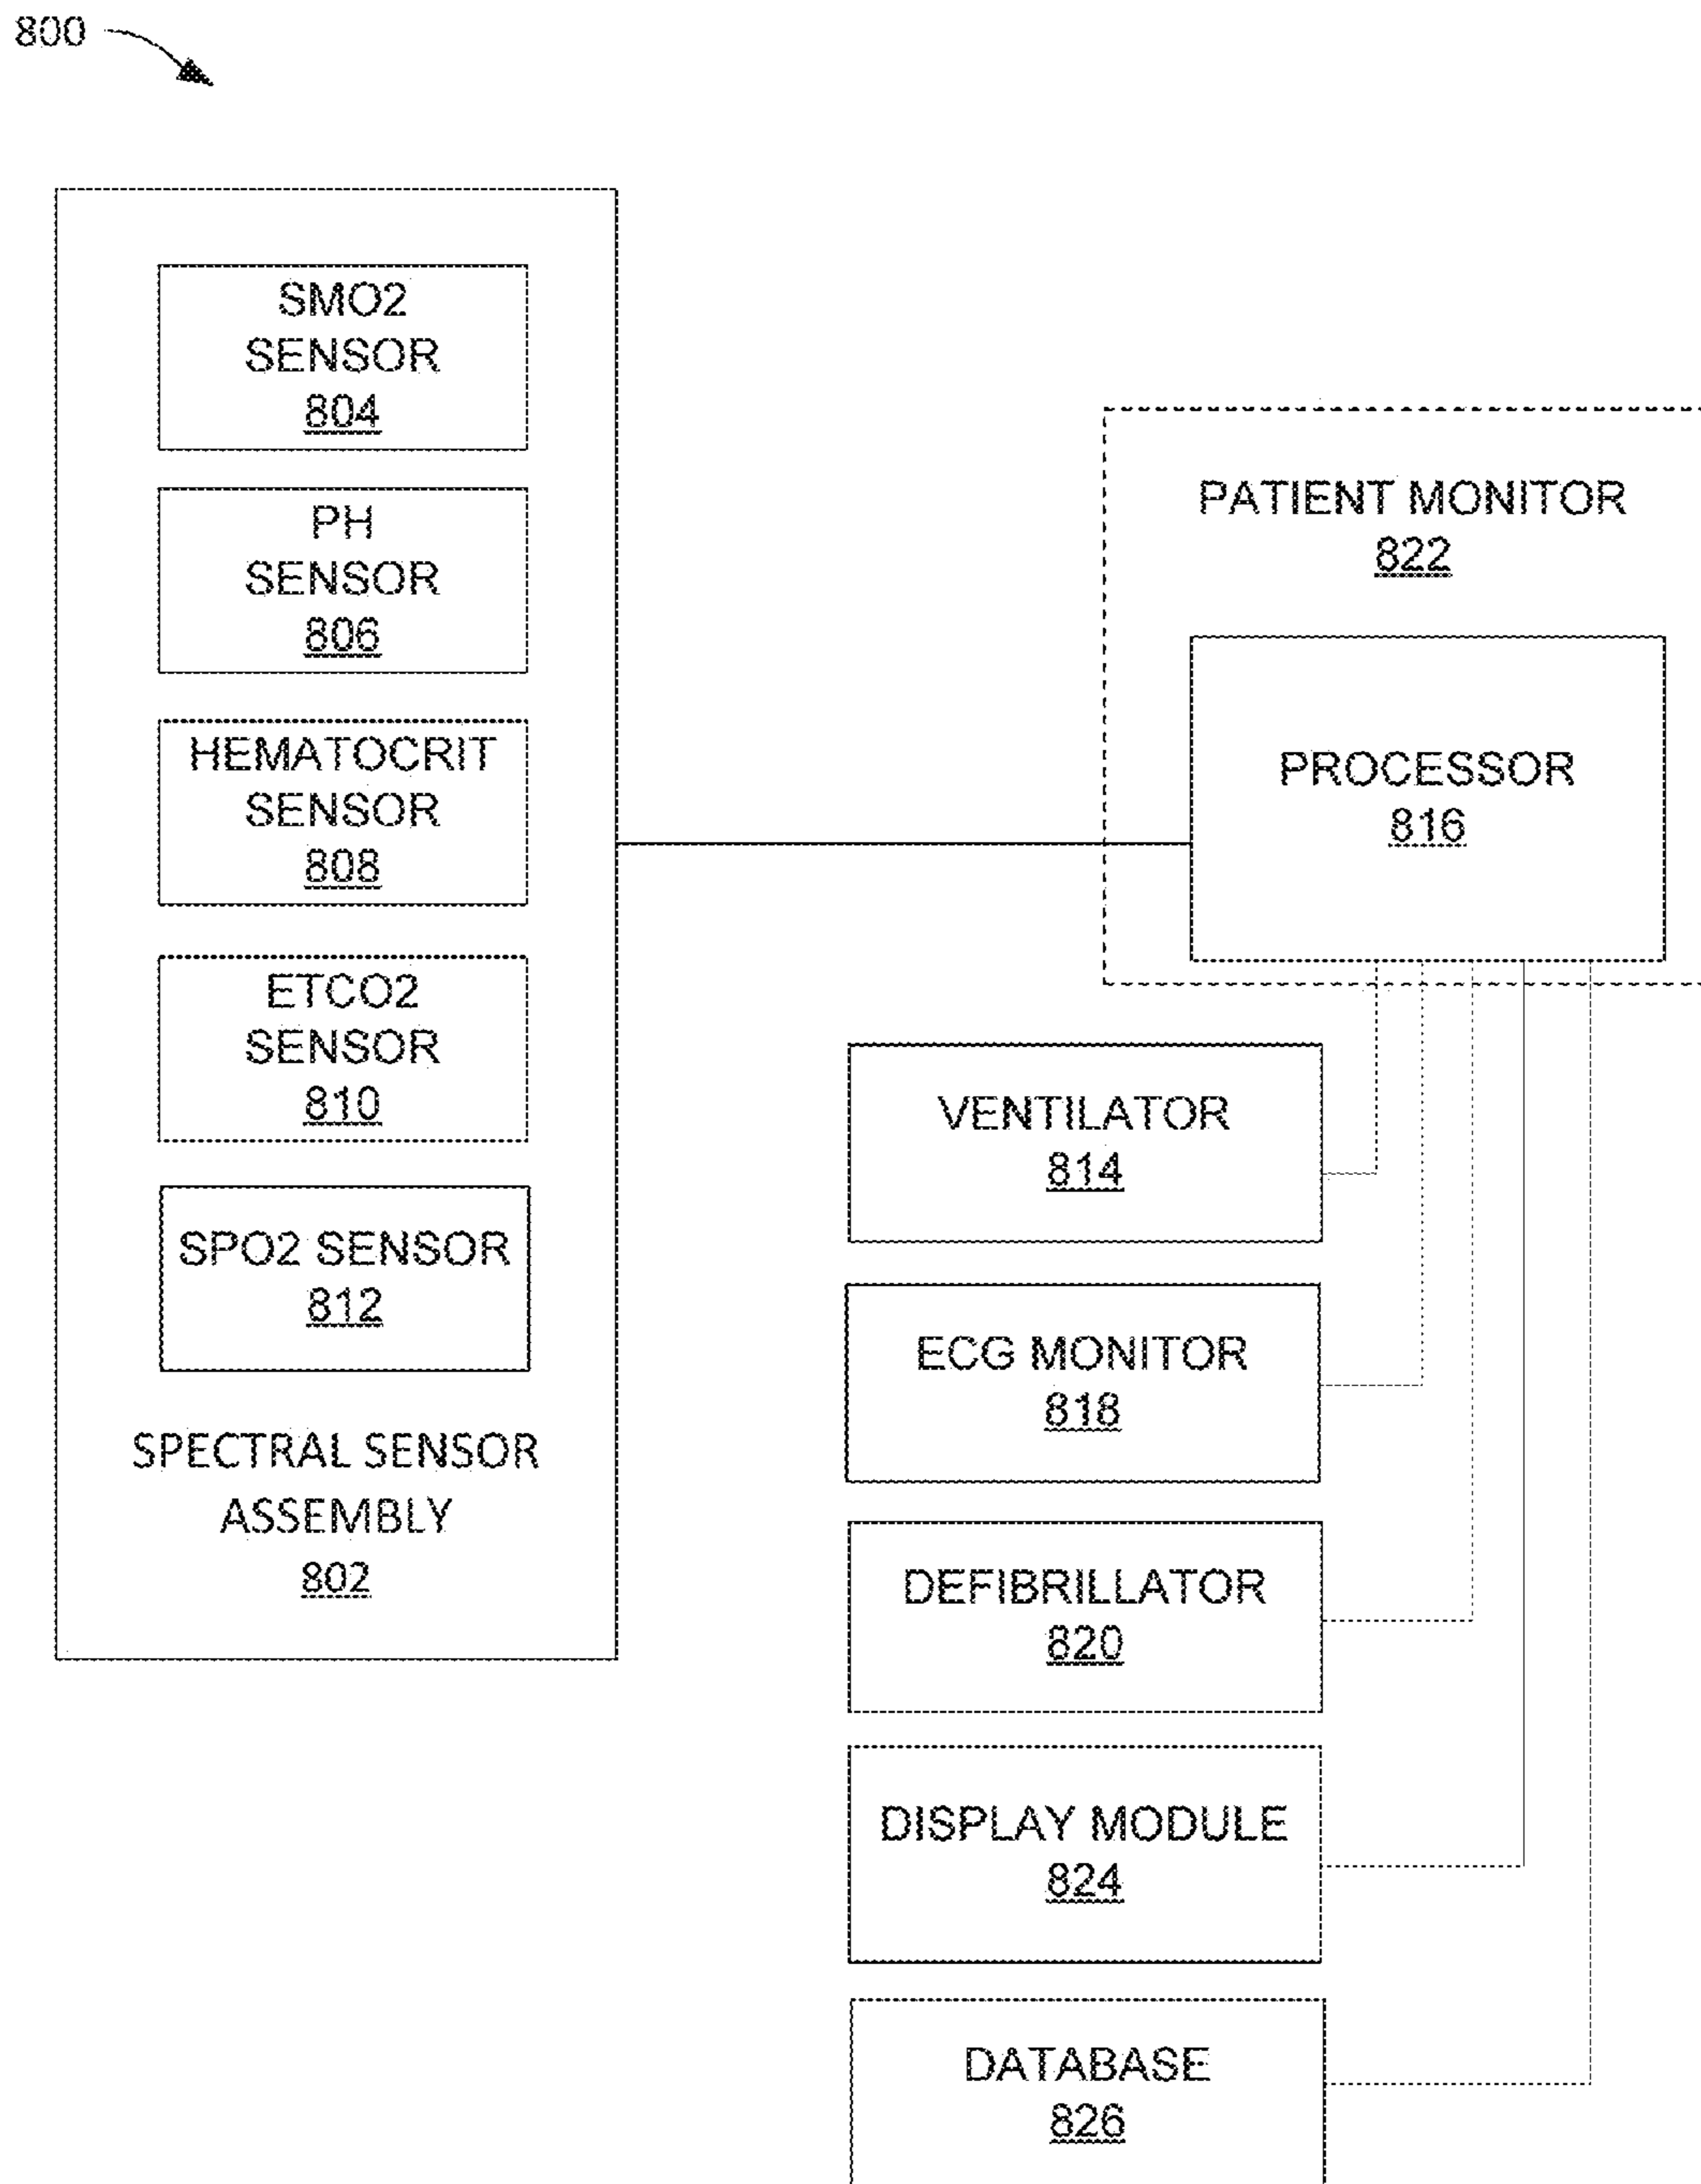 800
SMO2
SENSOR
804
PH
SENSOR
806
HEMATOCRIT
SENSOR
808
ETCO2
SENSOR
810
SPO2 SENSOR
812
SPECTRAL SENSOR
ASSEMBLY
802
PATIENT MONITOR
822
PROCESSOR
816
VENTILATOR
814
ECG MONITOR
818
DEFIBRILLATOR
820
DISPLAY MODULE
824
DATABASE
826